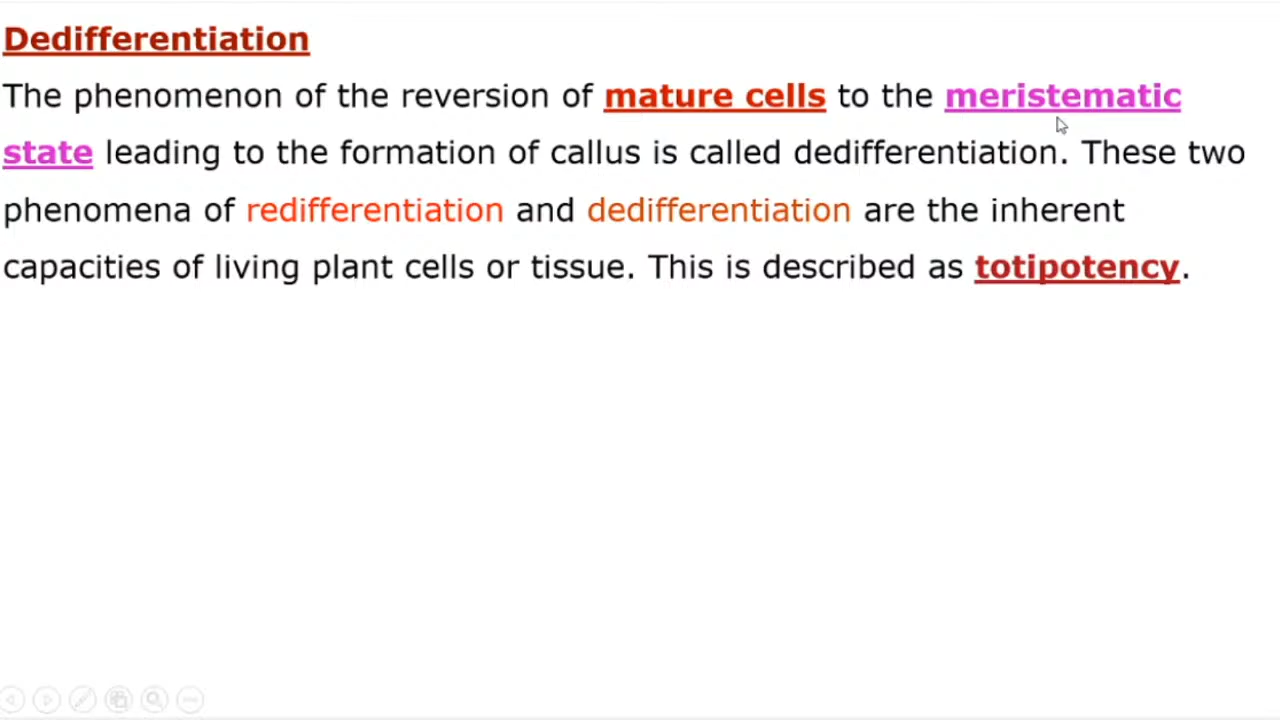 Dedifferentiation
The phenomenon of the reversion of mature cells to the meristematic
state leading to the formation of callus is called dedifferentiation. These two
phenomena of redifferentiation and dedifferentiation are the inherent
capacities of living plant cells or tissue. This is described as totipotency.